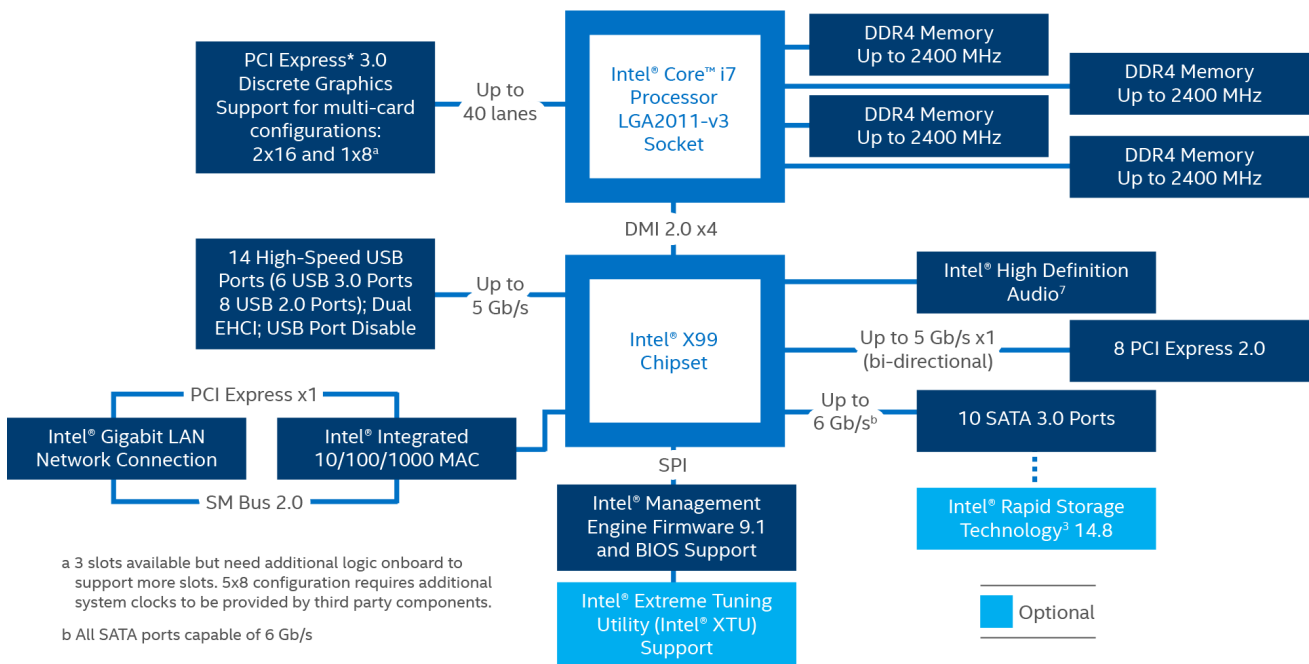 PCI Express* 3.0
Discrete Graphics
Support for multi-card
configurations:
2x16 and 1x8ᵃ
Up to
40 lanes
Intel® Core™ i7
Processor
LGA2011-v3
Socket
DDR4 Memory
Up to 2400 MHz
DDR4 Memory
Up to 2400 MHz
DDR4 Memory
Up to 2400 MHz
DDR4 Memory
Up to 2400 MHz
DMI 2.0 x4
14 High-Speed USB
Ports (6 USB 3.0 Ports
8 USB 2.0 Ports); Dual
EHCI; USB Port Disable
Up to
5 Gb/s
Intel® X99
Chipset
Intel® High Definition
Audio⁷
Up to 5 Gb/s x1
(bi-directional)
8 PCI Express 2.0
Up to
6 Gb/sᵇ
10 SATA 3.0 Ports
Intel® Rapid Storage
Technology³ 14.8
PCI Express x1
Intel® Gigabit LAN
Network Connection
Intel® Integrated
10/100/1000 MAC
SM Bus 2.0
SPI
Intel® Management
Engine Firmware 9.1
and BIOS Support
Intel® Extreme Tuning
Utility (Intel® XTU)
Support
a 3 slots available but need additional logic onboard to
support more slots. 5x8 configuration requires additional
system clocks to be provided by third party components.
b All SATA ports capable of 6 Gb/s
Optional